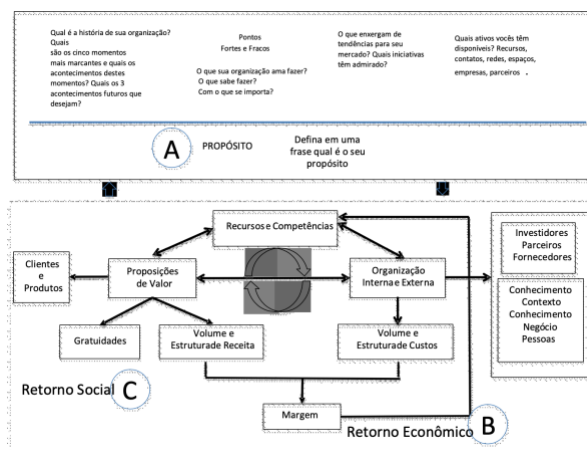 Qual é a história de sua organização?
Quais
são os cinco momentos
mais marcantes e quais os
acontecimentos destes
momentos? Quais os 3
acontecimentos futuros que
desejam?
Pontos
Fortes e Fracos
O que sua organização ama fazer?
O que sabe fazer?
Com o que se importa?
O que enxergam de
tendências para seu
mercado? Quais iniciativas
têm admirado?
Quais ativos vocês têm
disponíveis? Recursos,
contatos, redes, espaços,
empresas, parceiros .
A
PROPÓSITO
Defina em uma
frase qual é o seu
propósito
Recursos e Competências
Clientes
e
Produtos
Proposições
de Valor
Organização
Interna e Externa
Investidores
Parceiros
Fornecedores
Conhecimento
Contexto
Conhecimento
Negócio
Pessoas
Gratuidades
Volume e
Estrutura de Receita
Volume e
Estrutura de Custos
Retorno Social
C
Margem
Retorno Econômico
B